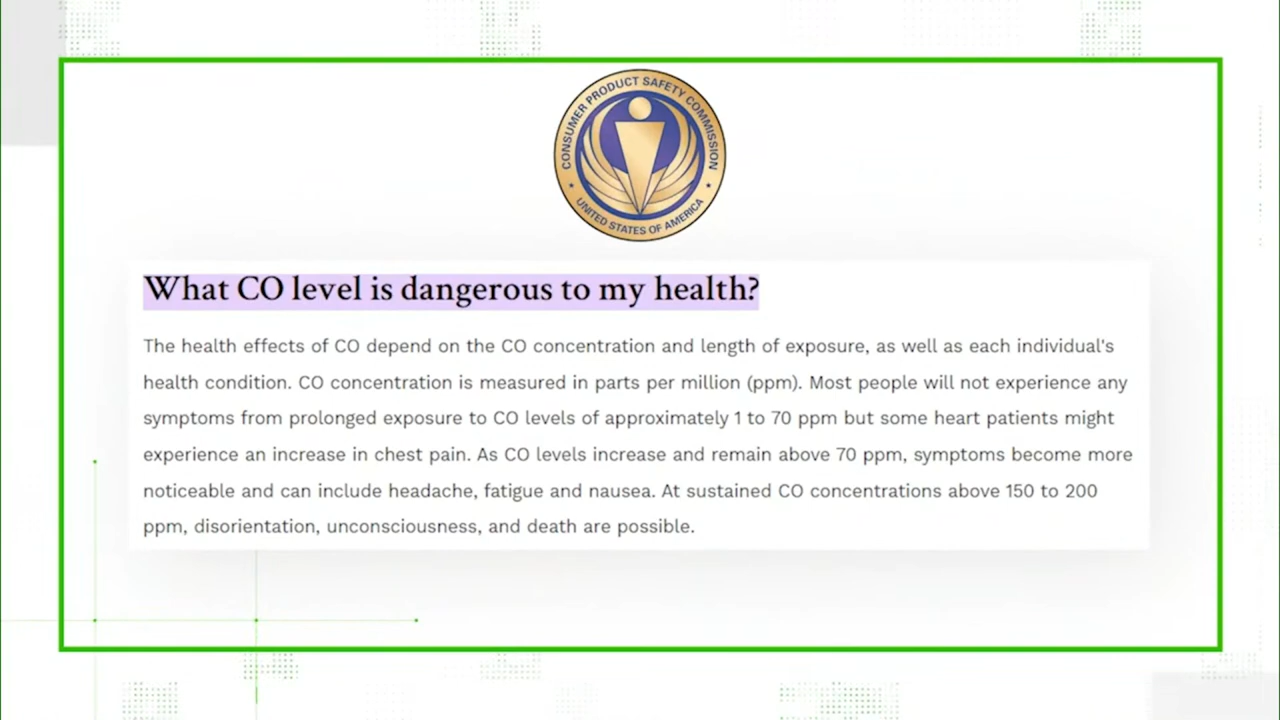 CONSUMER PRODUCT SAFETY COMMISSION
UNITED STATES OF AMERICA
What CO level is dangerous to my health?
The health effects of CO depend on the CO concentration and length of exposure, as well as each individual's
health condition. CO concentration is measured in parts per million (ppm). Most people will not experience any
symptoms from prolonged exposure to CO levels of approximately 1 to 70 ppm but some heart patients might
experience an increase in chest pain. As CO levels increase and remain above 70 ppm, symptoms become more
noticeable and can include headache, fatigue and nausea. At sustained CO concentrations above 150 to 200
ppm, disorientation, unconsciousness, and death are possible.